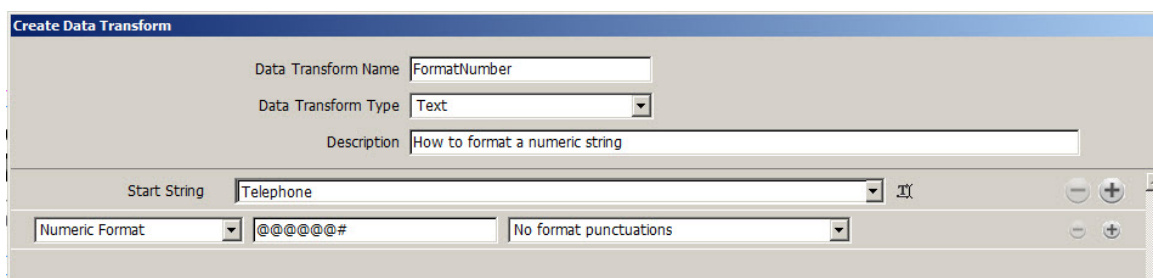 Create Data Transform
Data Transform Name FormatNumber
Data Transform Type Text
Description How to format a numeric string
Start String Telephone T(
Numeric Format @@@@@@# No format punctuations